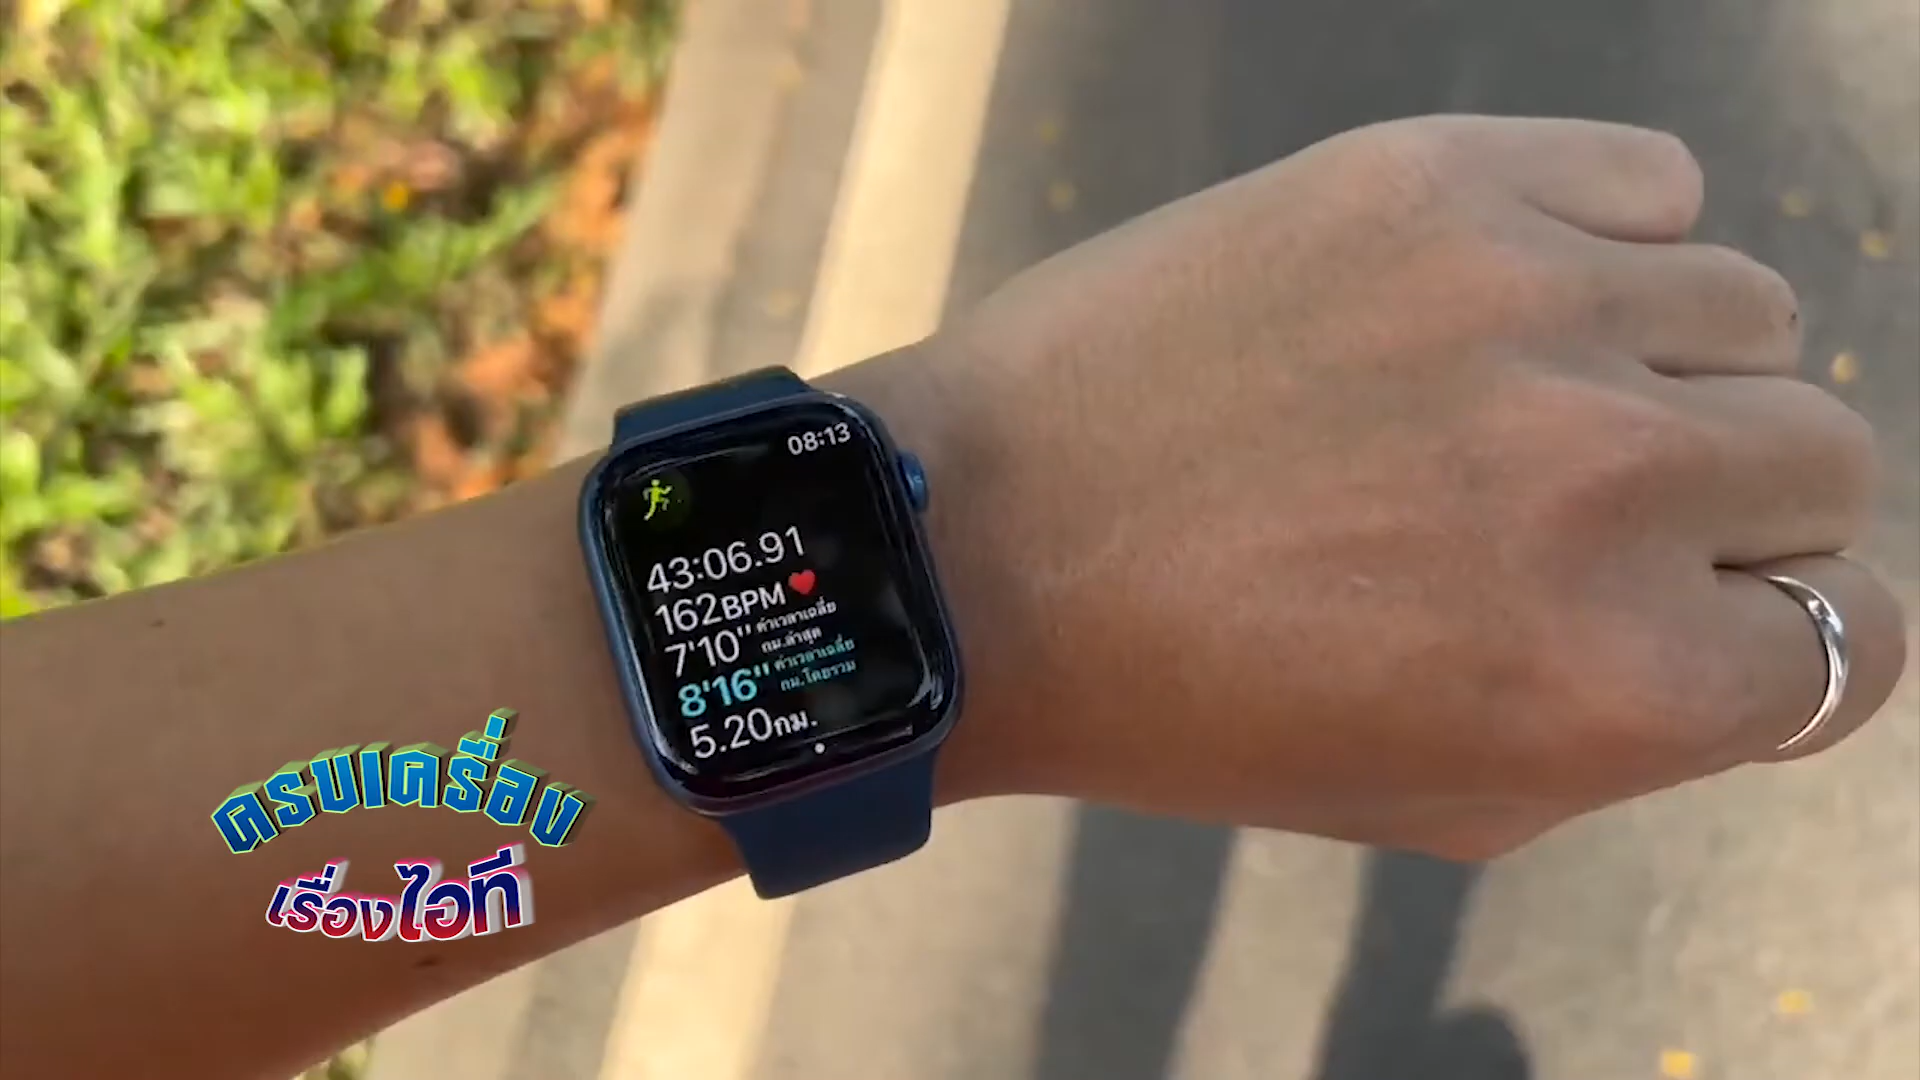 08:13
43:06.91
162BPM
7'10" ค่าเวลาเฉลี่ย
กม.ล่าสุด
8'16" ค่าเวลาเฉลี่ย
กม.โดยรวม
5.20กม.
ครบเครื่อง
เรื่องไอที